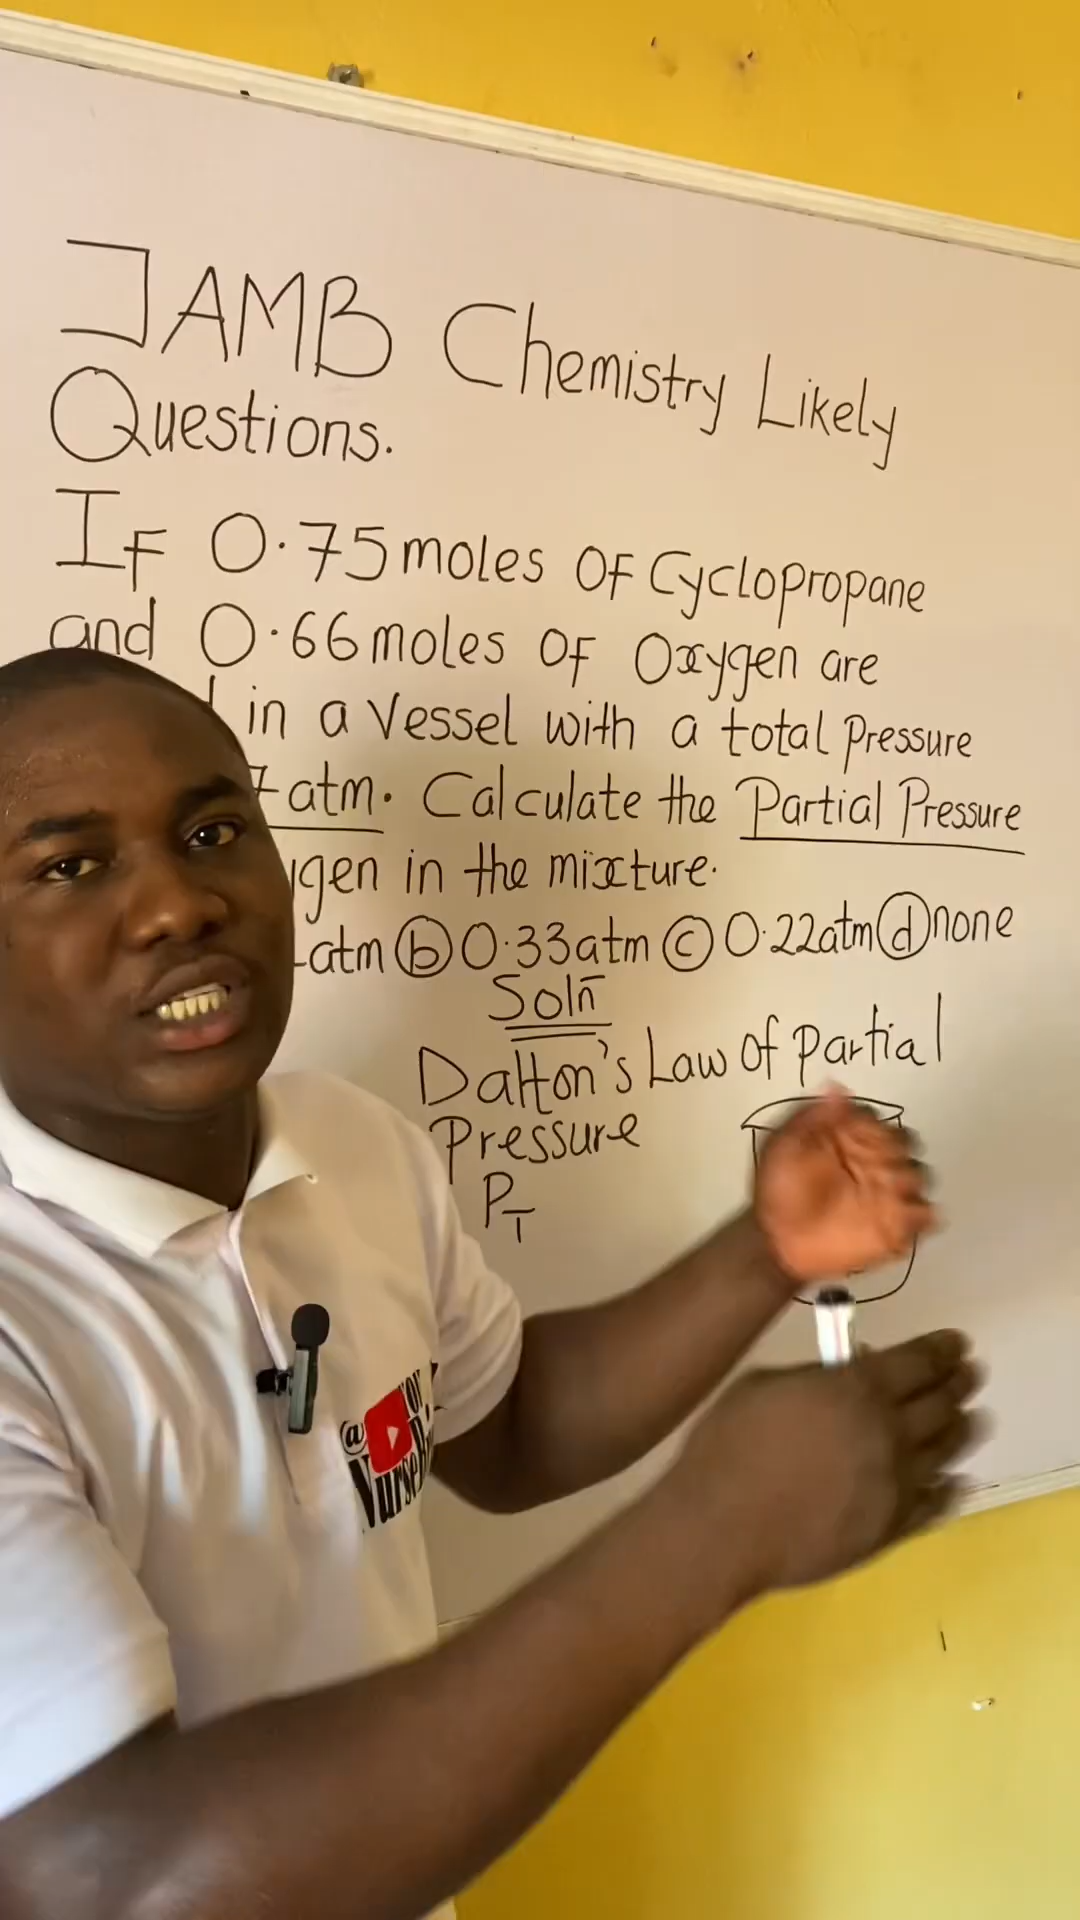 JAMB Chemistry Likely
Questions.
IF 0.75 moles OF Cyclopropane
and 0.66 moles OF Oxygen are
in a Vessel with a total Pressure
7 atm. Calculate the Partial Pressure
gen in the mixture.
atm (b) 0.33atm (c) 0.22atm (d) none
Soln
Dalton's Law Of Partial
Pressure
PT
@
Nurse